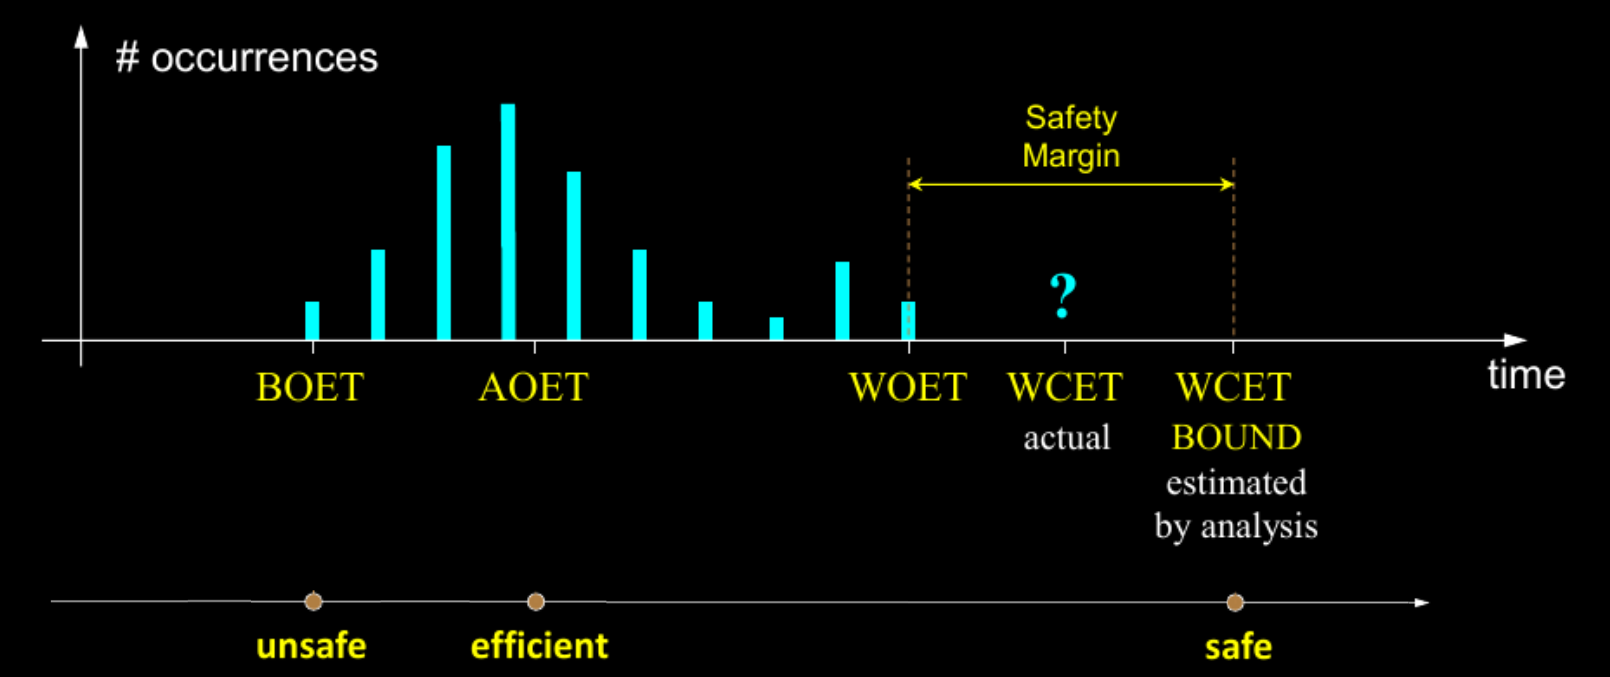 # occurrences
Safety
Margin
?
BOET
AOET
WOET
WCET
WCET
time
actual
BOUND
estimated
by analysis
unsafe
efficient
safe